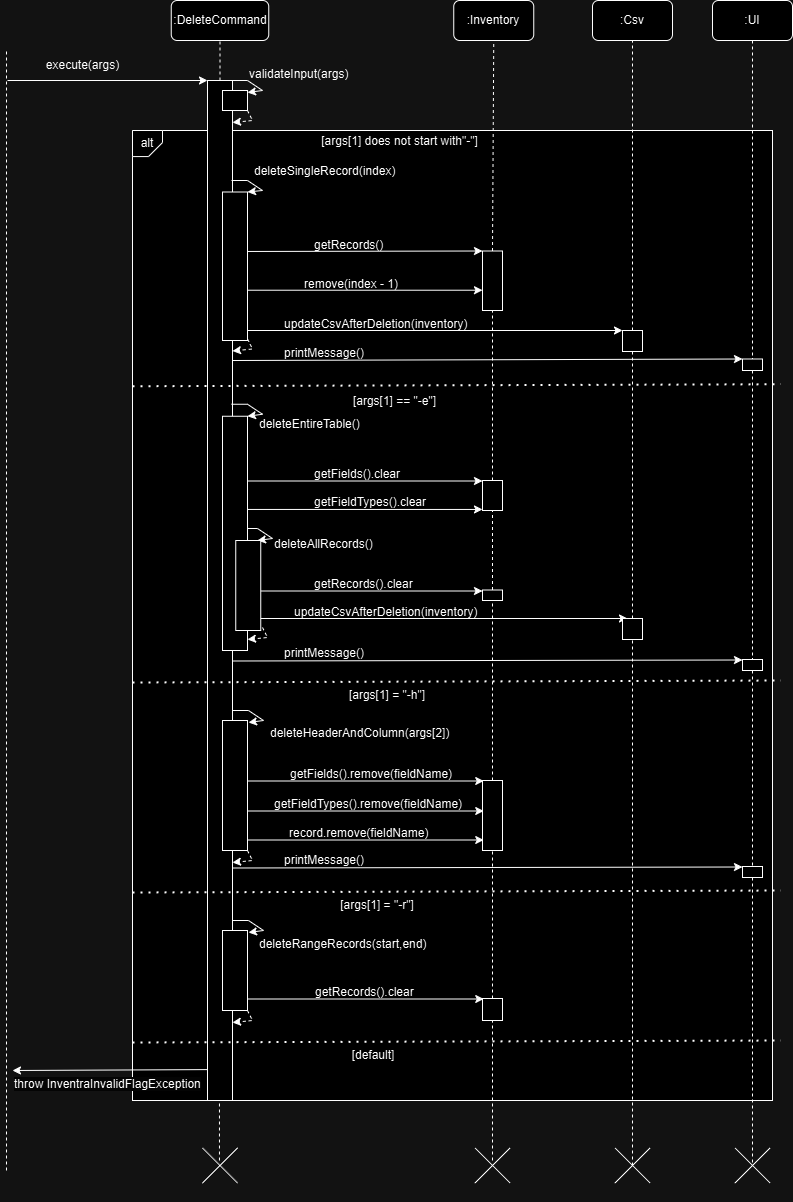 :DeleteCommand
:Inventory
:Csv
:UI
execute(args)
validateInput(args)
alt
[args[1] does not start with"-"]
deleteSingleRecord(index)
getRecords()
remove(index - 1)
updateCsvAfterDeletion(inventory)
printMessage()
[args[1] == "-e"]
deleteEntireTable()
getFields().clear
getFieldTypes().clear
deleteAllRecords()
getRecords().clear
updateCsvAfterDeletion(inventory)
printMessage()
[args[1] = "-h"]
deleteHeaderAndColumn(args[2])
getFields().remove(fieldName)
getFieldTypes().remove(fieldName)
record.remove(fieldName)
printMessage()
[args[1] = "-r"]
deleteRangeRecords(start,end)
getRecords().clear
[default]
throw InventraInvalidFlagException